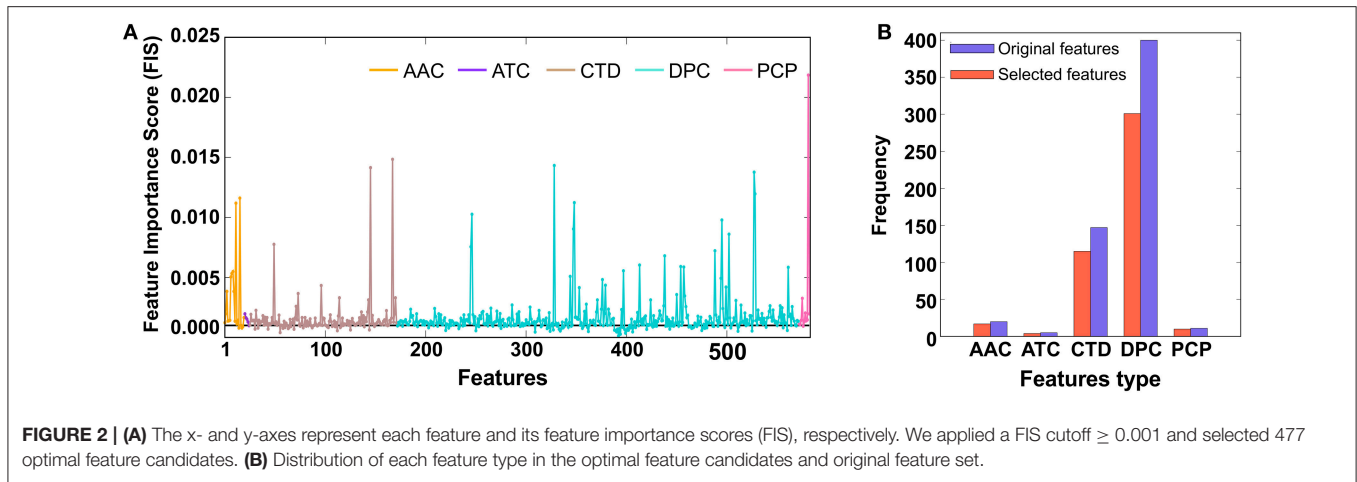 A
Feature Importance Score (FIS)
0.025
0.020
0.015
0.010
0.005
0.000
AAC ATC CTD DPC PCP
1 100 200 300 400 500
Features
B
Frequency
400
350
300
250
200
150
100
50
0
Original features
Selected features
AAC ATC CTD DPC PCP
Features type
FIGURE 2 | (A) The x- and y-axes represent each feature and its feature importance scores (FIS), respectively. We applied a FIS cutoff ≥ 0.001 and selected 477
optimal feature candidates. (B) Distribution of each feature type in the optimal feature candidates and original feature set.